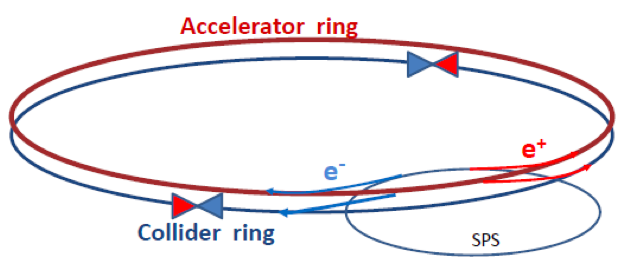 Accelerator ring
e⁺
e⁻
Collider ring
SPS